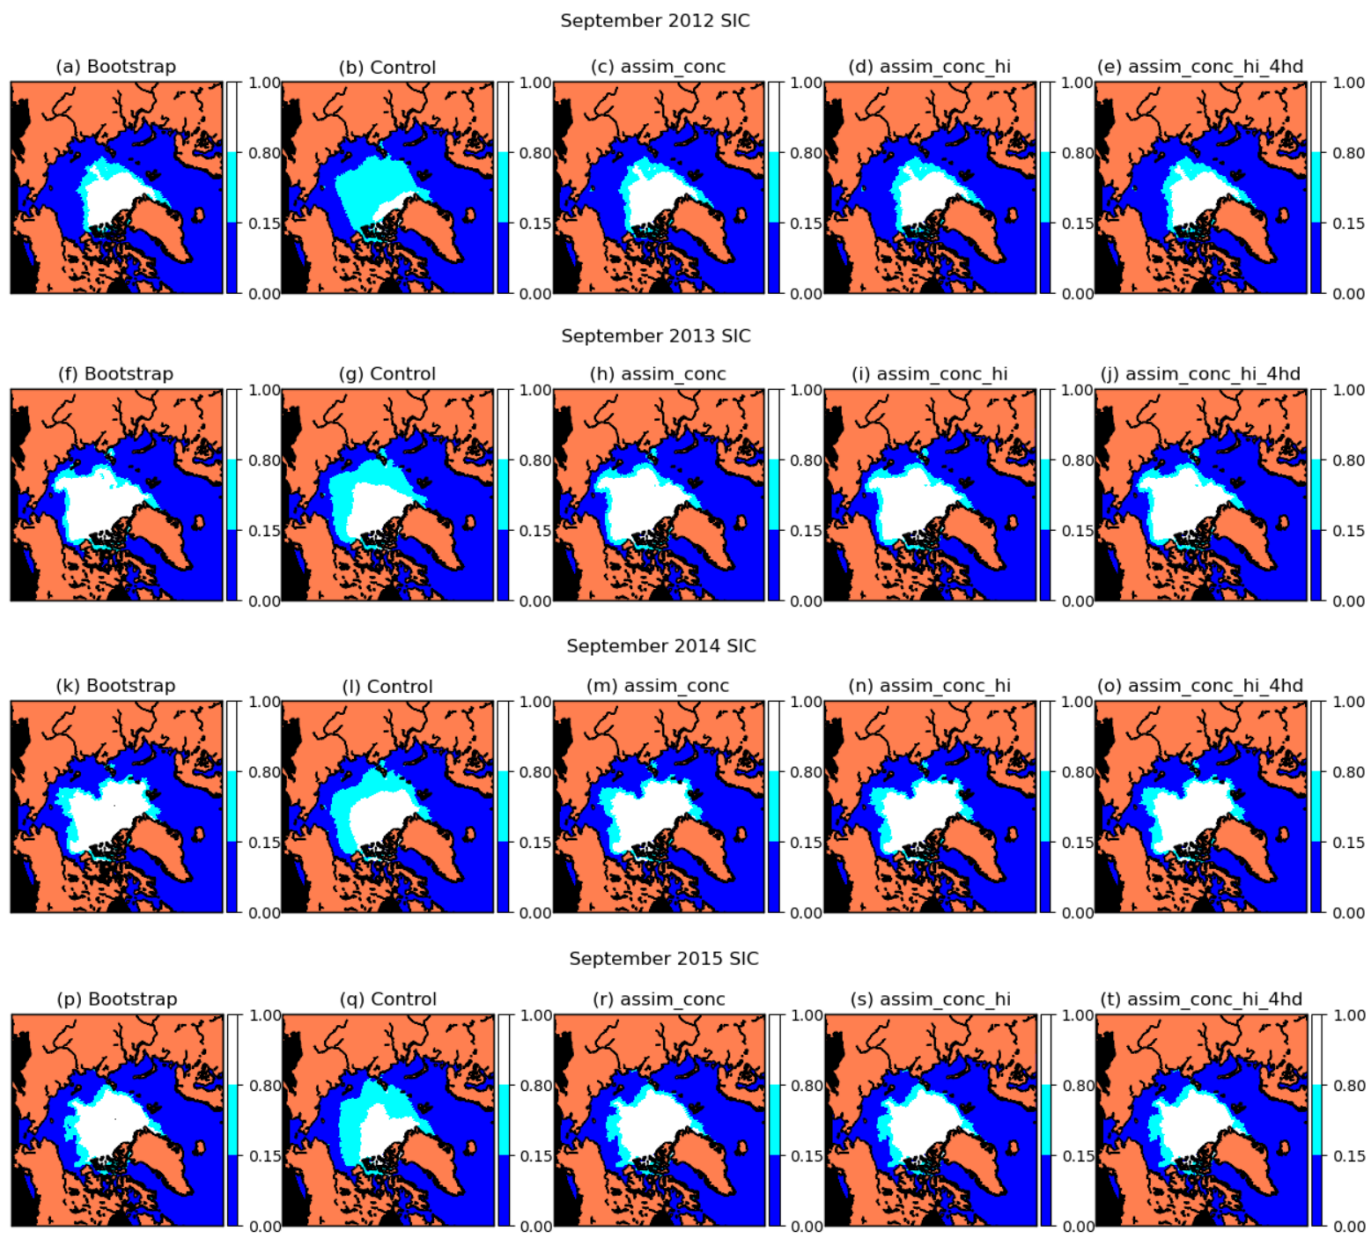 September 2012 SIC
(a) Bootstrap (b) Control (c) assim_conc (d) assim_conc_hi (e) assim_conc_hi_4hd
1.00 1.00 1.00 1.00 1.00
0.80 0.80 0.80 0.80 0.80
0.15 0.15 0.15 0.15 0.15
0.00 0.00 0.00 0.00 0.00
September 2013 SIC
(f) Bootstrap (g) Control (h) assim_conc (i) assim_conc_hi (j) assim_conc_hi_4hd
1.00 1.00 1.00 1.00 1.00
0.80 0.80 0.80 0.80 0.80
0.15 0.15 0.15 0.15 0.15
0.00 0.00 0.00 0.00 0.00
September 2014 SIC
(k) Bootstrap (l) Control (m) assim_conc (n) assim_conc_hi (o) assim_conc_hi_4hd
1.00 1.00 1.00 1.00 1.00
0.80 0.80 0.80 0.80 0.80
0.15 0.15 0.15 0.15 0.15
0.00 0.00 0.00 0.00 0.00
September 2015 SIC
(p) Bootstrap (q) Control (r) assim_conc (s) assim_conc_hi (t) assim_conc_hi_4hd
1.00 1.00 1.00 1.00 1.00
0.80 0.80 0.80 0.80 0.80
0.15 0.15 0.15 0.15 0.15
0.00 0.00 0.00 0.00 0.00